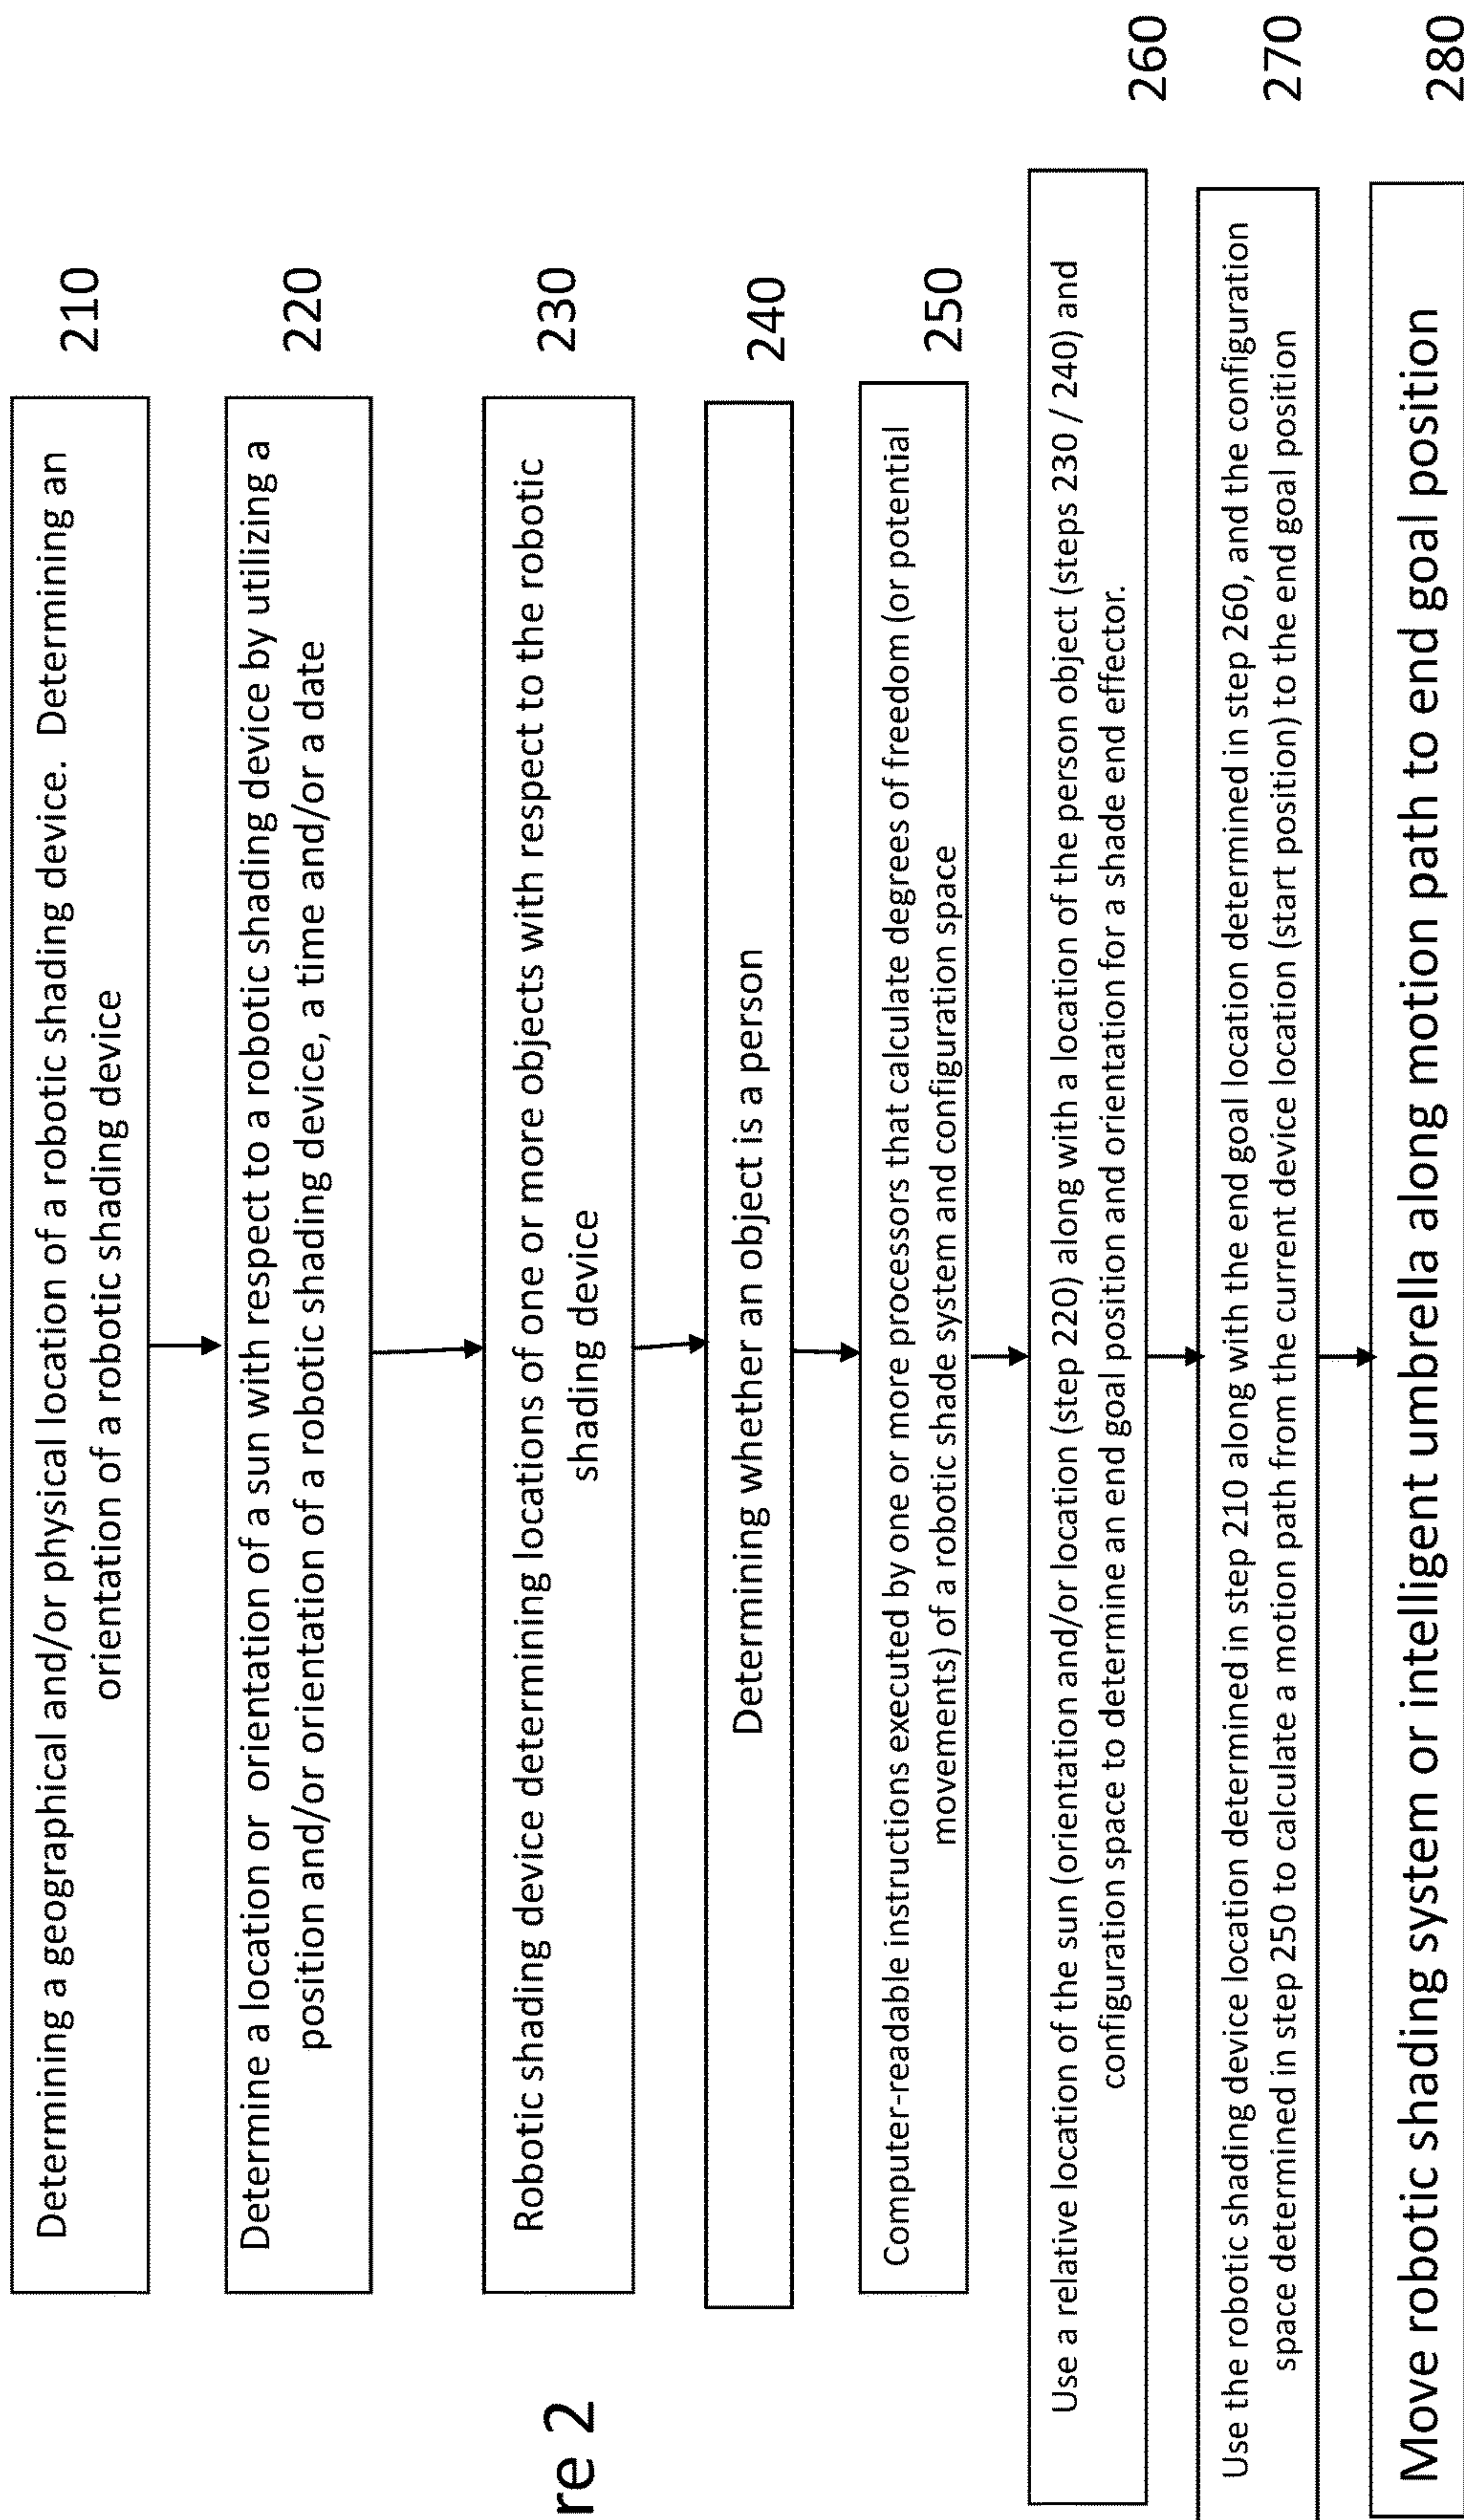 Determining a geographical and/or physical location of a robotic shading device. Determining an
orientation of a robotic shading device
210
Determine a location or orientation of a sun with respect to a robotic shading device by utilizing a
position and/or orientation of a robotic shading device, a time and/or a date
220
Robotic shading device determining locations of one or more objects with respect to the robotic
shading device
230
re 2
Determining whether an object is a person
240
Computer-readable instructions executed by one or more processors that calculate degrees of freedom (or potential
movements) of a robotic shade system and configuration space
250
Use a relative location of the sun (orientation and/or location (step 220) along with a location of the person object (steps 230 / 240) and
configuration space to determine an end goal position and orientation for a shade end effector.
260
Use the robotic shading device location determined in step 210 along with the end goal location determined in step 260, and the configuration
space determined in step 250 to calculate a motion path from the current device location (start position) to the end goal position
270
Move robotic shading system or intelligent umbrella along motion path to end goal position
280